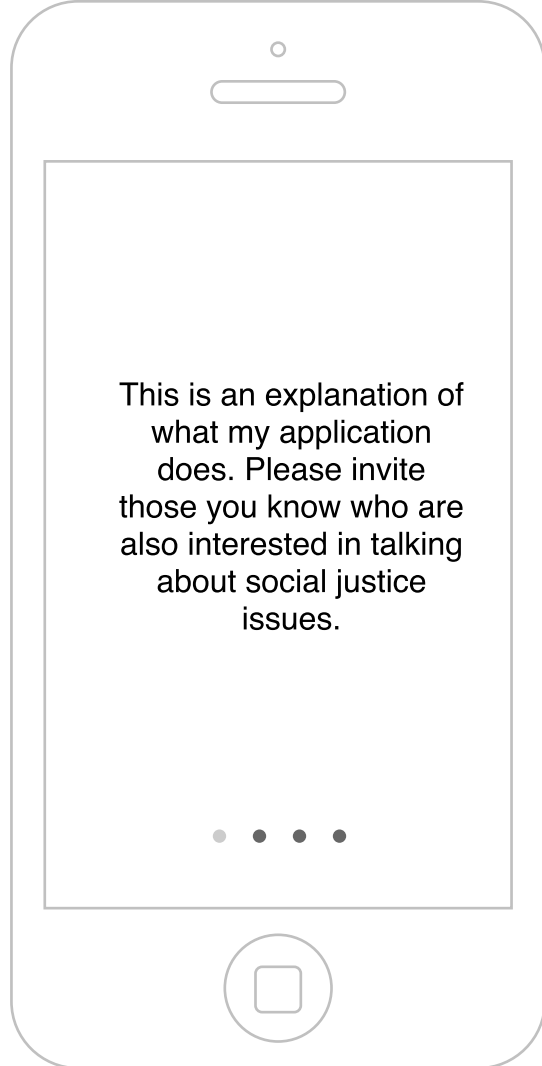 This is an explanation of
what my application
does. Please invite
those you know who are
also interested in talking
about social justice
issues.